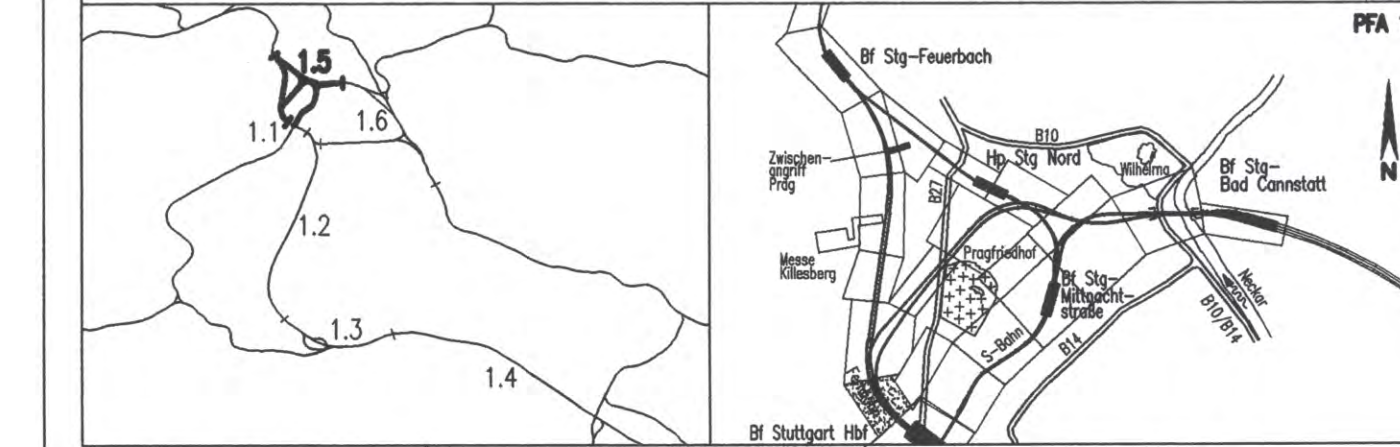 1.5
1.1
1.6
1.2
1.3
1.4
PFA
Bf Stg-Feuerbach
B10
Zwischen-
angriff
Prag
Hp Stg Nord
Wilhelma
Bf Stg-
Bad Cannstatt
N
B27
Messe
Killesberg
Pragfriedhof
Bf Stg-
Mittnacht-
straße
Neckar
B10/B14
S-Bahn
B14
Bf Stuttgart Hbf